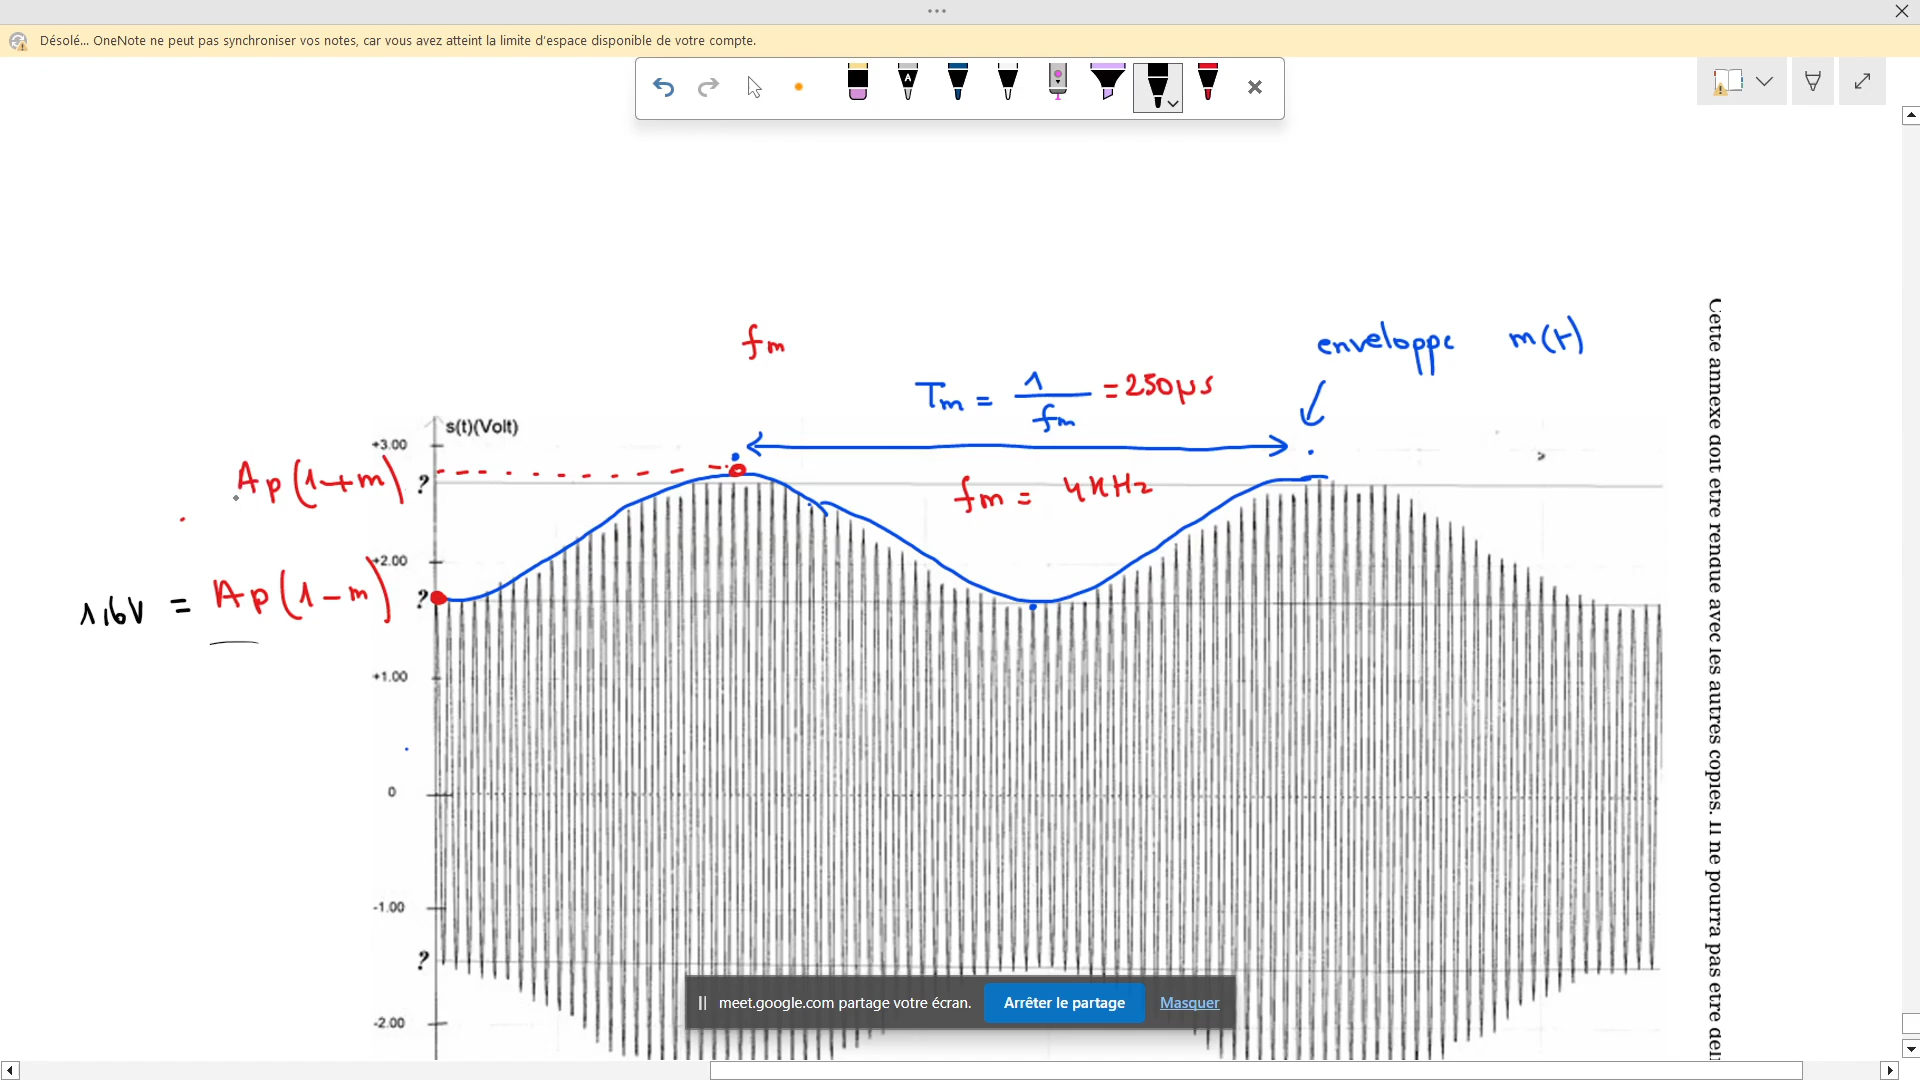 Désolé... OneNote ne peut pas synchroniser vos notes, car vous avez atteint la limite d'espace disponible de votre compte.
A
fm
enveloppe m(t)
Tm = 1/fm = 250µs
s(t)(Volt)
+3.00
Ap(1+m) ?
fm = 4KHz
+2.00
1,6V = Ap(1-m) ?
+1.00
0
-1.00
?
-2.00
Cette annexe doit etre rendue avec les autres copies. Il ne pourra pas etre
meet.google.com partage votre écran.
Arrêter le partage
Masquer